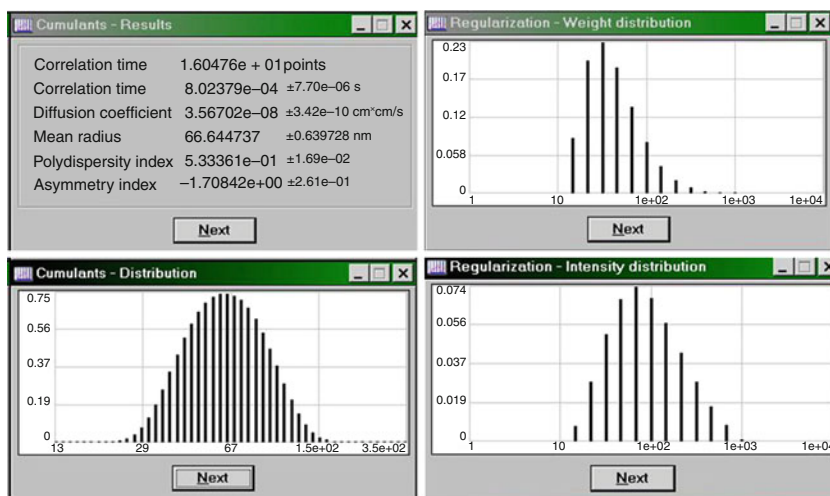 Cumulants - Results
Correlation time 1.60476e + 01points
Correlation time 8.02379e–04 ±7.70e–06 s
Diffusion coefficient 3.56702e–08 ±3.42e–10 cm*cm/s
Mean radius 66.644737 ±0.639728 nm
Polydispersity index 5.33361e–01 ±1.69e–02
Asymmetry index –1.70842e+00 ±2.61e–01
Next
Regularization - Weight distribution
0.23
0.17
0.12
0.058
0
1 10 1e+02 1e+03 1e+04
Next
Cumulants - Distribution
0.75
0.56
0.37
0.19
0
13 29 67 1.5e+02 3.5e+02
Next
Regularization - Intensity distribution
0.074
0.056
0.037
0.019
0
1 10 1e+02 1e+03 1e+04
Next